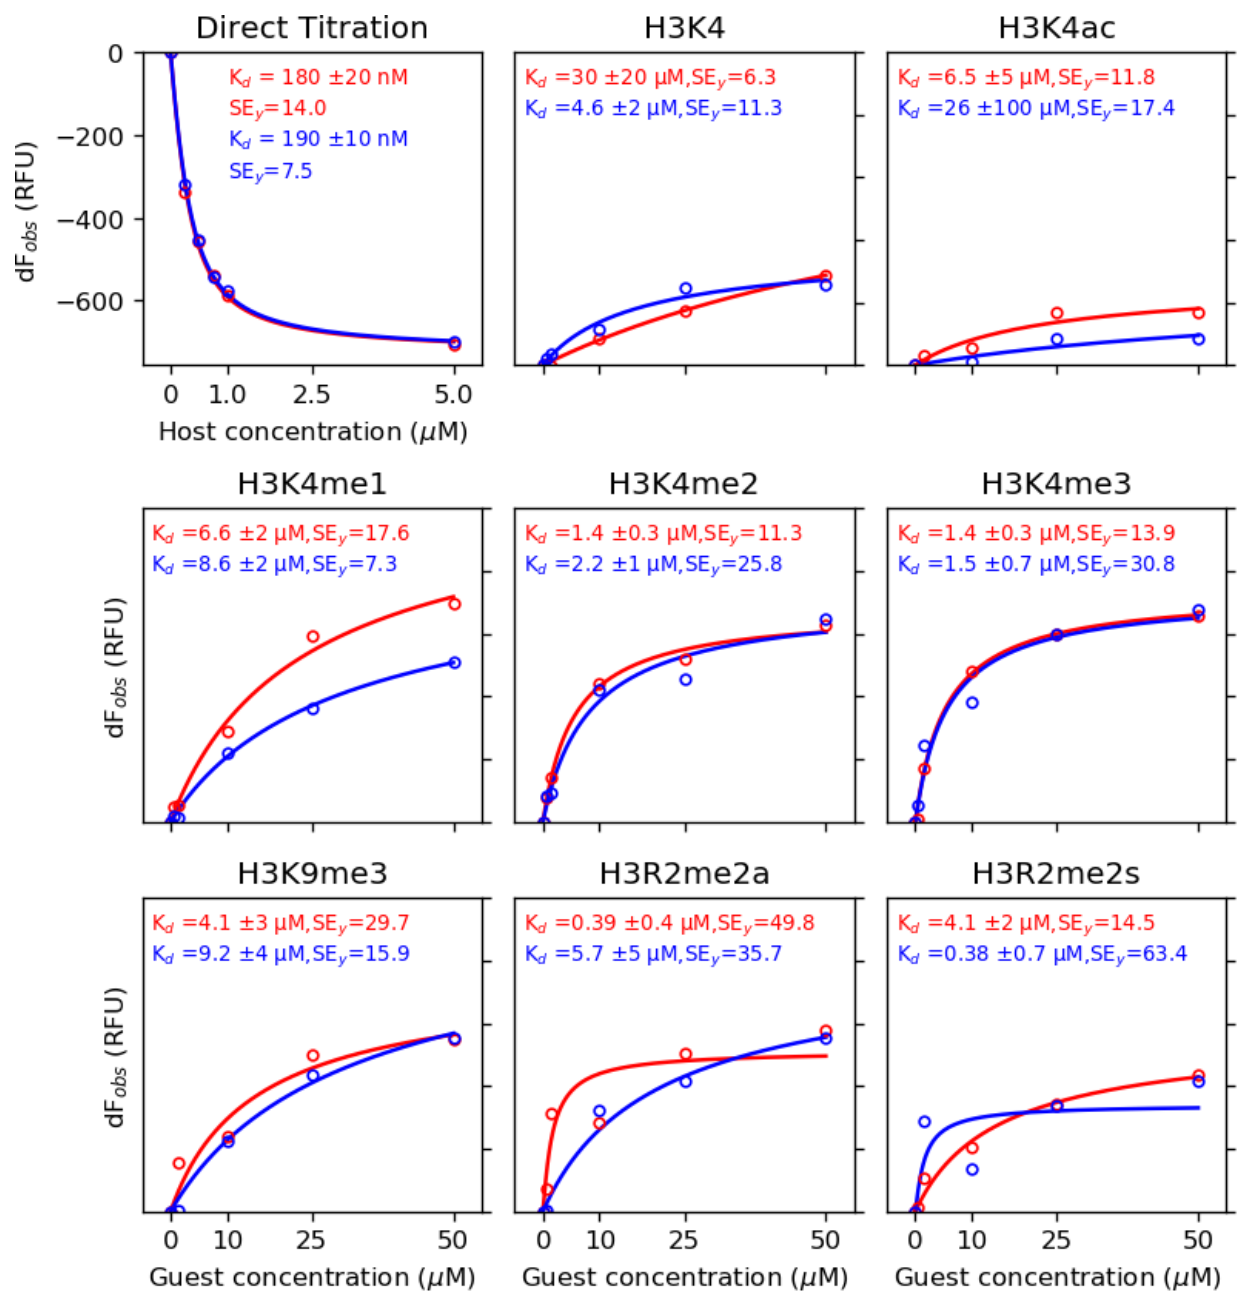 Direct Titration
H3K4
H3K4ac
0
−200
−400
−600
dF_obs (RFU)
K_d = 180 ±20 nM
SE_y=14.0
K_d = 190 ±10 nM
SE_y=7.5
K_d =30 ±20 µM,SE_y=6.3
K_d =4.6 ±2 µM,SE_y=11.3
K_d =6.5 ±5 µM,SE_y=11.8
K_d =26 ±100 µM,SE_y=17.4
0 1.0 2.5 5.0
Host concentration (μM)
H3K4me1
H3K4me2
H3K4me3
dF_obs (RFU)
K_d =6.6 ±2 µM,SE_y=17.6
K_d =8.6 ±2 µM,SE_y=7.3
K_d =1.4 ±0.3 µM,SE_y=11.3
K_d =2.2 ±1 µM,SE_y=25.8
K_d =1.4 ±0.3 µM,SE_y=13.9
K_d =1.5 ±0.7 µM,SE_y=30.8
0 10 25 50
H3K9me3
H3R2me2a
H3R2me2s
dF_obs (RFU)
K_d =4.1 ±3 µM,SE_y=29.7
K_d =9.2 ±4 µM,SE_y=15.9
K_d =0.39 ±0.4 µM,SE_y=49.8
K_d =5.7 ±5 µM,SE_y=35.7
K_d =4.1 ±2 µM,SE_y=14.5
K_d =0.38 ±0.7 µM,SE_y=63.4
0 10 25 50
0 10 25 50
Guest concentration (μM)
Guest concentration (μM)
Guest concentration (μM)